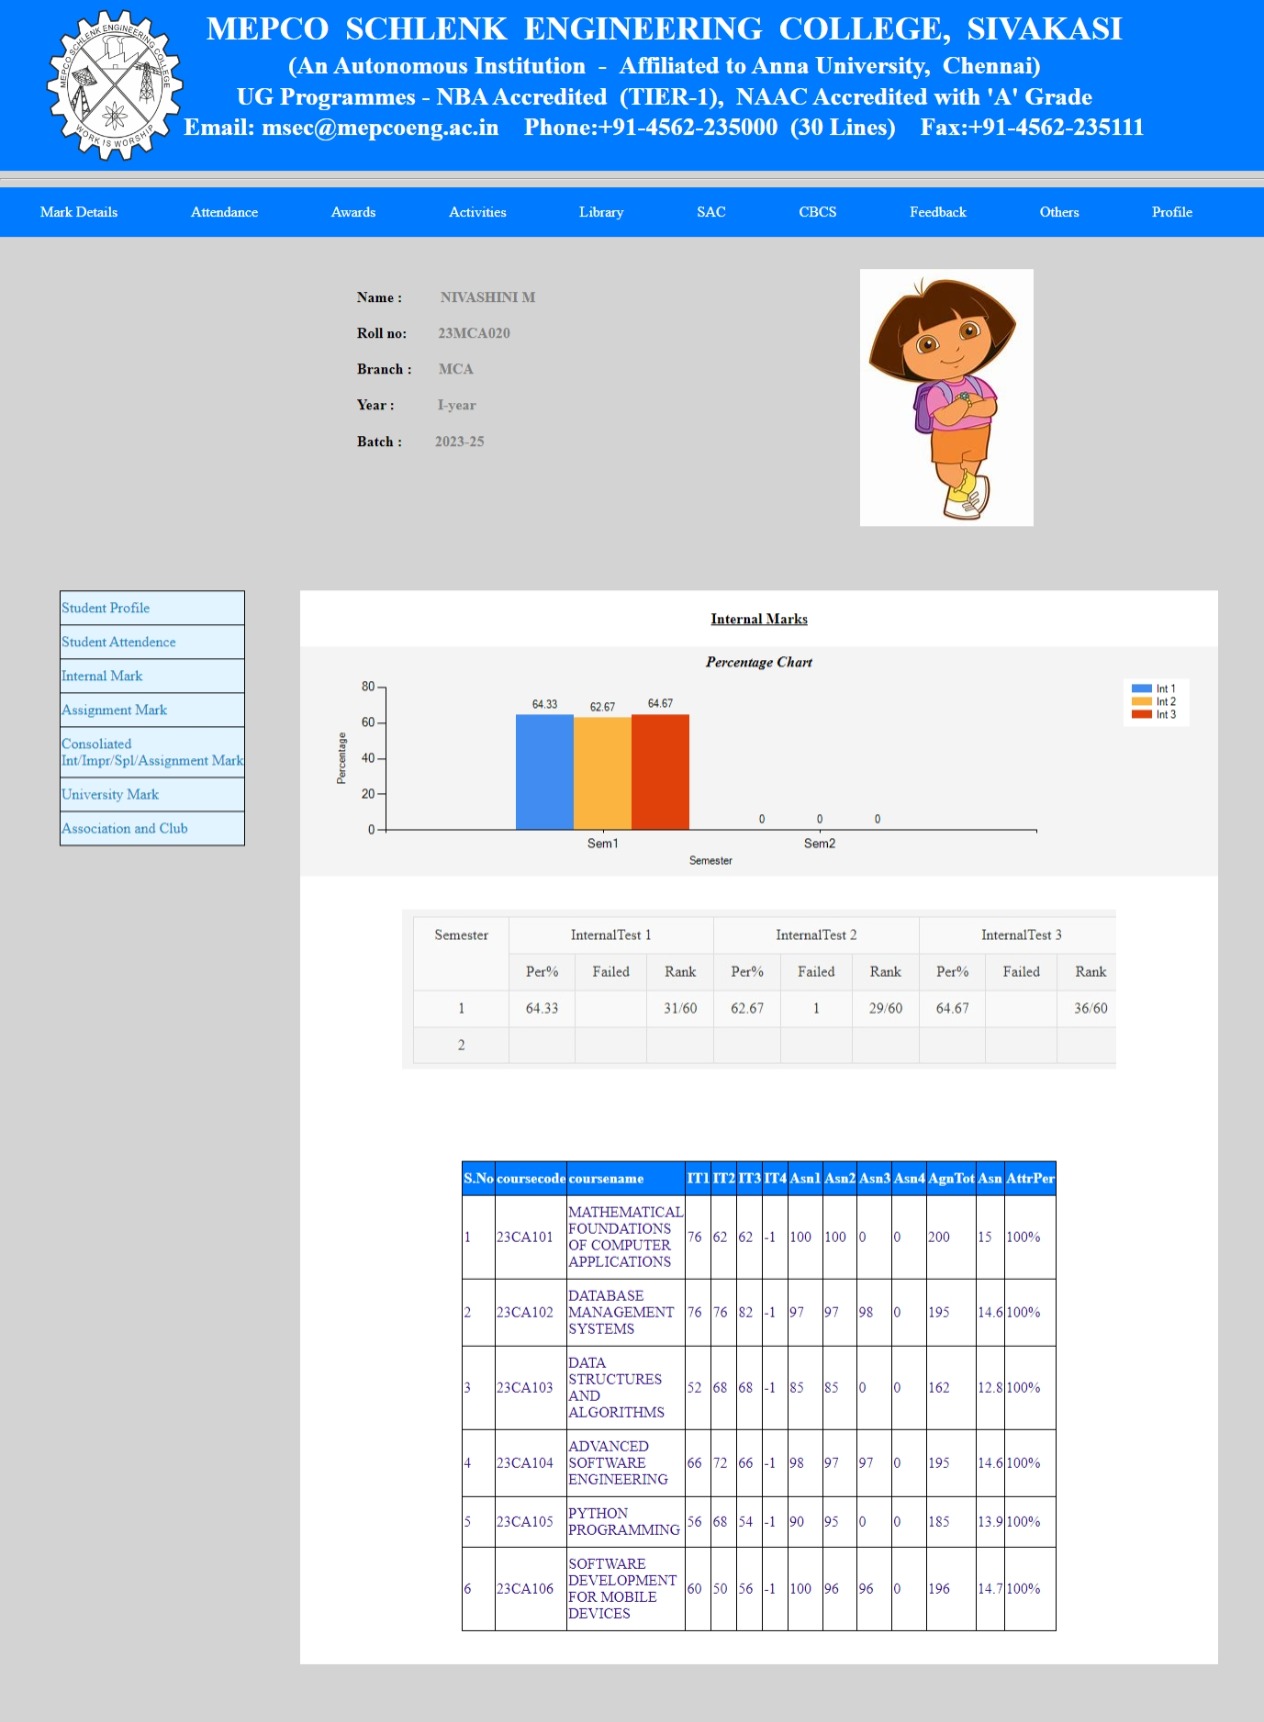 MEPCO SCHLENK ENGINEERING COLLEGE, SIVAKASI
(An Autonomous Institution - Affiliated to Anna University, Chennai)
UG Programmes - NBA Accredited (TIER-1), NAAC Accredited with 'A' Grade
Email: msec@mepcoeng.ac.in Phone:+91-4562-235000 (30 Lines) Fax:+91-4562-235111
MEPCO SCHLENK ENGINEERING COLLEGE
WORK IS WORSHIP
Mark Details Attendance Awards Activities Library SAC CBCS Feedback Others Profile
Name : NIVASHINI M
Roll no: 23MCA020
Branch : MCA
Year : I-year
Batch : 2023-25
Student Profile
Student Attendence
Internal Mark
Assignment Mark
Consoliated
Int/Impr/Spl/Assignment Mark
University Mark
Association and Club
Internal Marks
Percentage Chart
Int 1
Int 2
Int 3
Percentage
80
60
40
20
0
64.33 62.67 64.67
0 0 0
Sem1 Sem2
Semester
Semester InternalTest 1 InternalTest 2 InternalTest 3
Per% Failed Rank Per% Failed Rank Per% Failed Rank
1 64.33 31/60 62.67 1 29/60 64.67 36/60
2
S.No coursecode coursename IT1 IT2 IT3 IT4 Asn1 Asn2 Asn3 Asn4 AgnTot Asn AttrPer
MATHEMATICAL
FOUNDATIONS
1 23CA101 OF COMPUTER 76 62 62 -1 100 100 0 0 200 15 100%
APPLICATIONS
DATABASE
2 23CA102 MANAGEMENT 76 76 82 -1 97 97 98 0 195 14.6 100%
SYSTEMS
DATA
STRUCTURES
3 23CA103 AND 52 68 68 -1 85 85 0 0 162 12.8 100%
ALGORITHMS
ADVANCED
4 23CA104 SOFTWARE 66 72 66 -1 98 97 97 0 195 14.6 100%
ENGINEERING
PYTHON
5 23CA105 PROGRAMMING 56 68 54 -1 90 95 0 0 185 13.9 100%
SOFTWARE
DEVELOPMENT
6 23CA106 FOR MOBILE 60 50 56 -1 100 96 96 0 196 14.7 100%
DEVICES